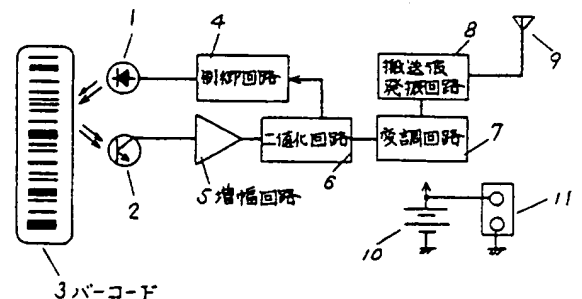 1
4
制御回路
8
搬送波
発振回路
9
2
5 増幅回路
二値化回路
6
変調回路
7
10
11
3 バーコード